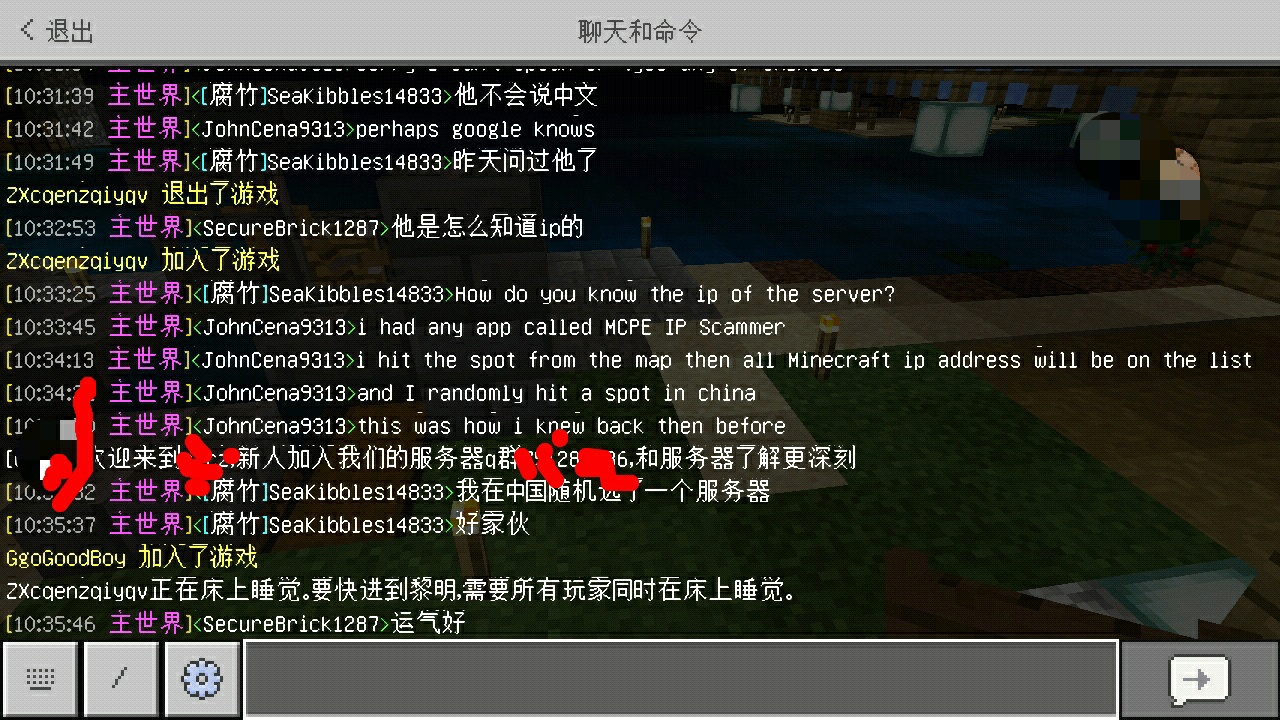 退出
聊天和命令
[10:31:39 主世界]<[腐竹]SeaKibbles14833>他不会说中文
[10:31:42 主世界]<JohnCena9313>perhaps google knows
[10:31:49 主世界]<[腐竹]SeaKibbles14833>昨天问过他了
ZXcqenzqiyqv 退出了游戏
[10:32:53 主世界]<SecureBrick1287>他是怎么知道ip的
ZXcqenzqiyqv 加入了游戏
[10:33:25 主世界]<[腐竹]SeaKibbles14833>How do you know the ip of the server?
[10:33:45 主世界]<JohnCena9313>i had any app called MCPE IP Scammer
[10:34:13 主世界]<JohnCena9313>i hit the spot from the map then all Minecraft ip address will be on the list
[10:34: 主世界]<JohnCena9313>and I randomly hit a spot in china
主世界]<JohnCena9313>this was how i knew back then before
欢迎来到 新人加入我们的服务器q群 ,和服务器了解更深刻
主世界]<[腐竹]SeaKibbles14833>我在中国随机选了一个服务器
[10:35:37 主世界]<[腐竹]SeaKibbles14833>好家伙
GgoGoodBoy 加入了游戏
ZXcqenzqiyqv正在床上睡觉。要快进到黎明,需要所有玩家同时在床上睡觉。
[10:35:46 主世界]<SecureBrick1287>运气好